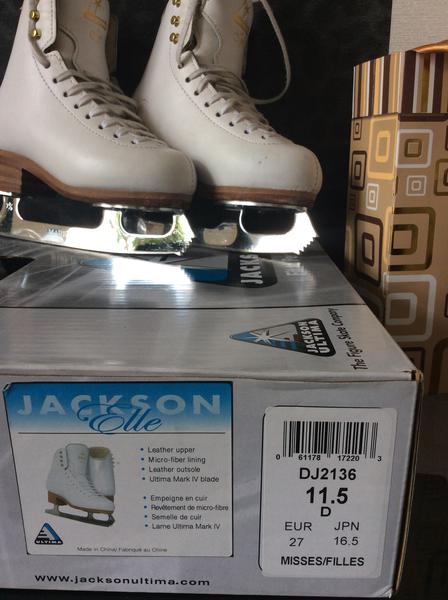 JACKSON
JACKSON
ULTIMA
The Figure Skate Company
JACKSON
Elle
• Leather upper
• Micro-fiber lining
• Leather outsole
• Ultima Mark IV blade
• Empeigne en cuir
• Revêtement de micro-fibre
• Semelle de cuir
• Lame Ultima Mark IV
ULTIMA
Made in China/ Fabriqué au Chine
www.jacksonultima.com
0 61178 17220 3
DJ2136
11.5
D
EUR JPN
27 16.5
MISSES/FILLES